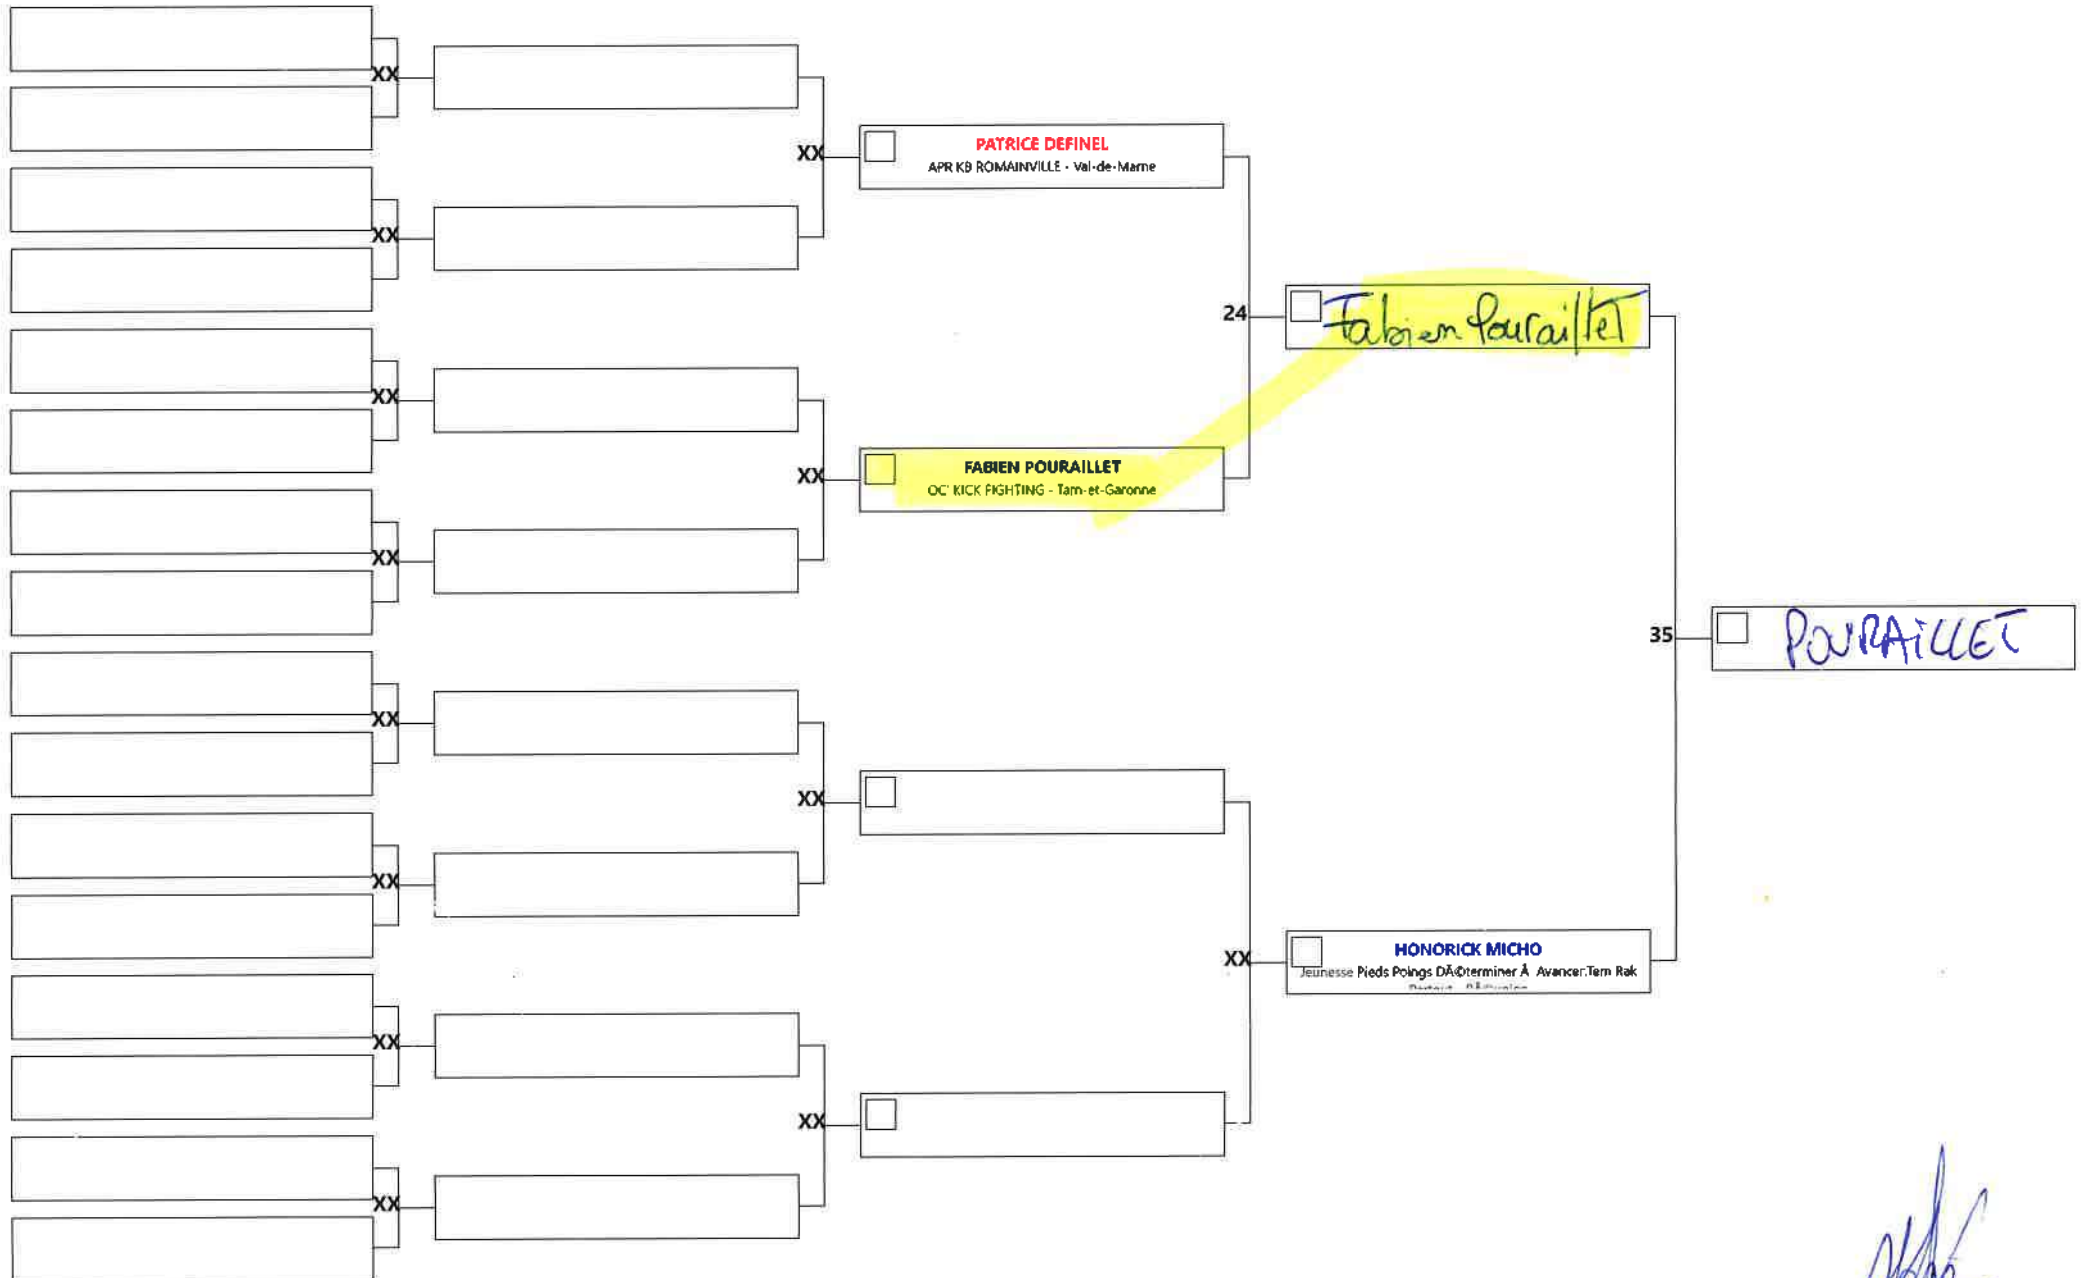 XX
XX
PATRICE DEFINEL
APR KB ROMAINVILLE - Val-de-Marne
XX
24
Fabien Pouraillet
XX
XX
FABIEN POURAILLET
OC' KICK FIGHTING - Tarn-et-Garonne
XX
35
POURAILLET
XX
XX
XX
XX
HONORICK MICHO
Jeunesse Pieds Poings DÃ©terminer Ã Avancer.Tem Rak
XX
XX
XX